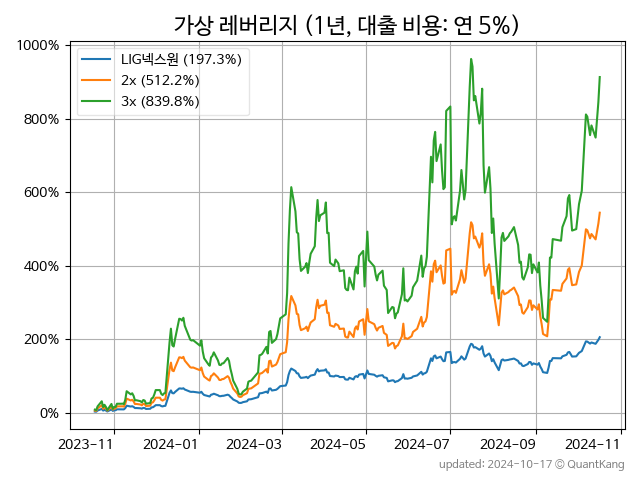 가상 레버리지 (1년, 대출 비용: 연 5%)
LIG넥스원 (197.3%)
2x (512.2%)
3x (839.8%)
1000%
800%
600%
400%
200%
0%
2023-11 2024-01 2024-03 2024-05 2024-07 2024-09 2024-11
updated: 2024-10-17 © QuantKang